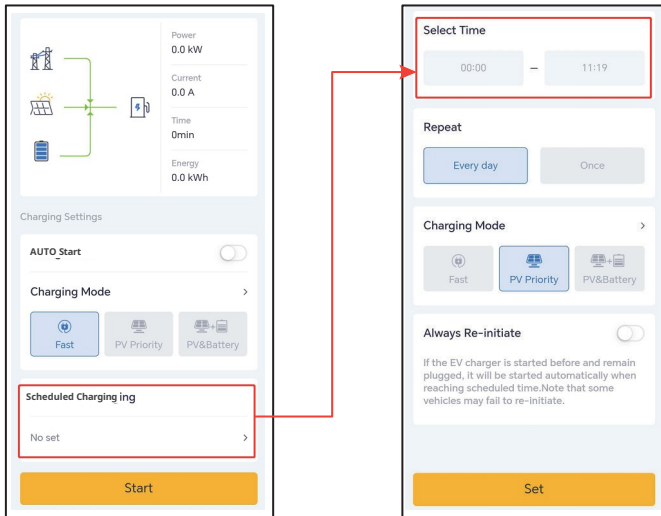 Power
0.0 kW
Current
0.0 A
Time
0min
Energy
0.0 kWh
Charging Settings
AUTO Start
Charging Mode >
Fast PV Priority PV&Battery
Scheduled Charging ing
No set >
Start
Select Time
00:00 – 11:19
Repeat
Every day Once
Charging Mode >
Fast PV Priority PV&Battery
Always Re-initiate
If the EV charger is started before and remain
plugged, it will be started automatically when
reaching scheduled time.Note that some
vehicles may fail to re-initiate.
Set